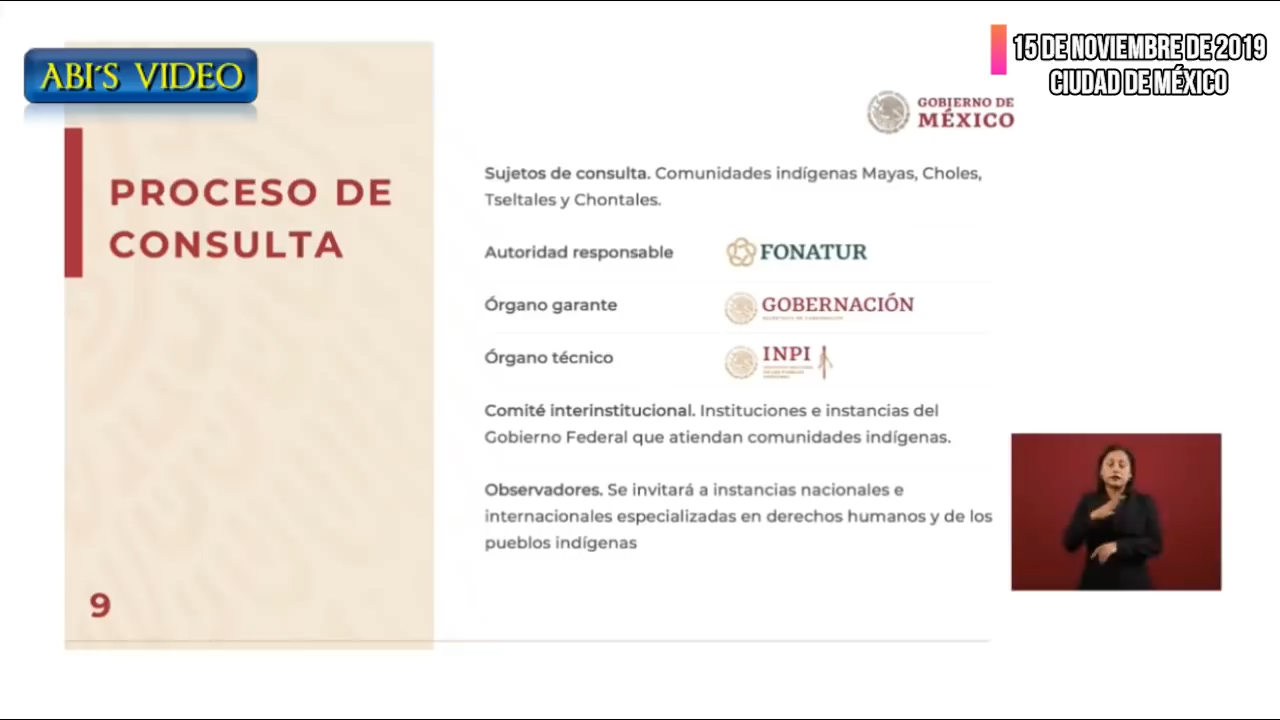 ABI´S VIDEO
15 DE NOVIEMBRE DE 2019
CIUDAD DE MÉXICO
GOBIERNO DE
MÉXICO
PROCESO DE
CONSULTA
Sujetos de consulta. Comunidades indígenas Mayas, Choles,
Tseltales y Chontales.
Autoridad responsable
FONATUR
Órgano garante
GOBERNACIÓN
Órgano técnico
INPI
Comité interinstitucional. Instituciones e instancias del
Gobierno Federal que atiendan comunidades indígenas.
Observadores. Se invitará a instancias nacionales e
internacionales especializadas en derechos humanos y de los
pueblos indígenas
9